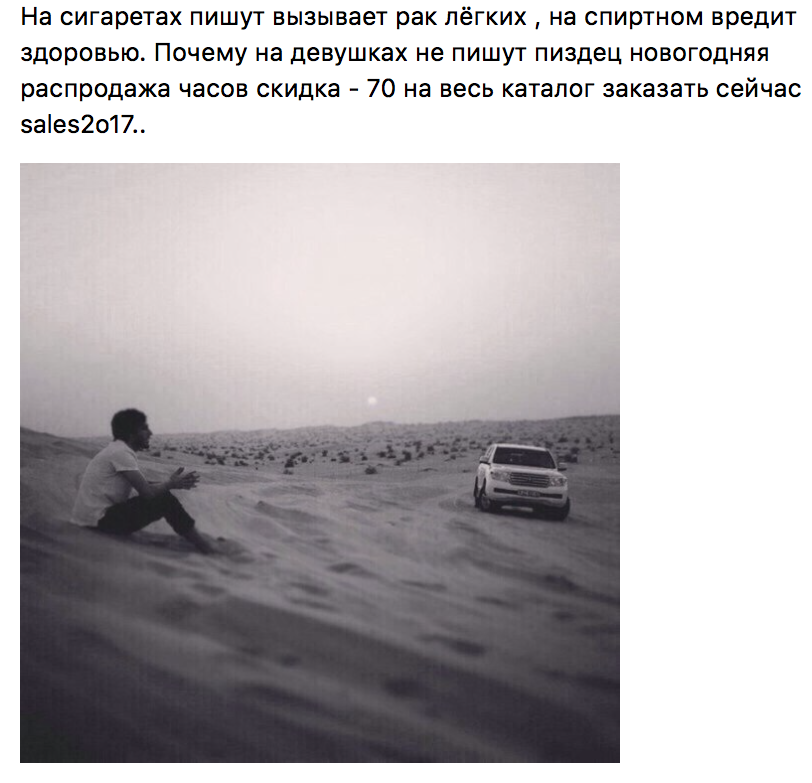 На сигаретах пишут вызывает рак лёгких , на спиртном вредит
здоровью. Почему на девушках не пишут пиздец новогодняя
распродажа часов скидка - 70 на весь каталог заказать сейчас
sales2o17..